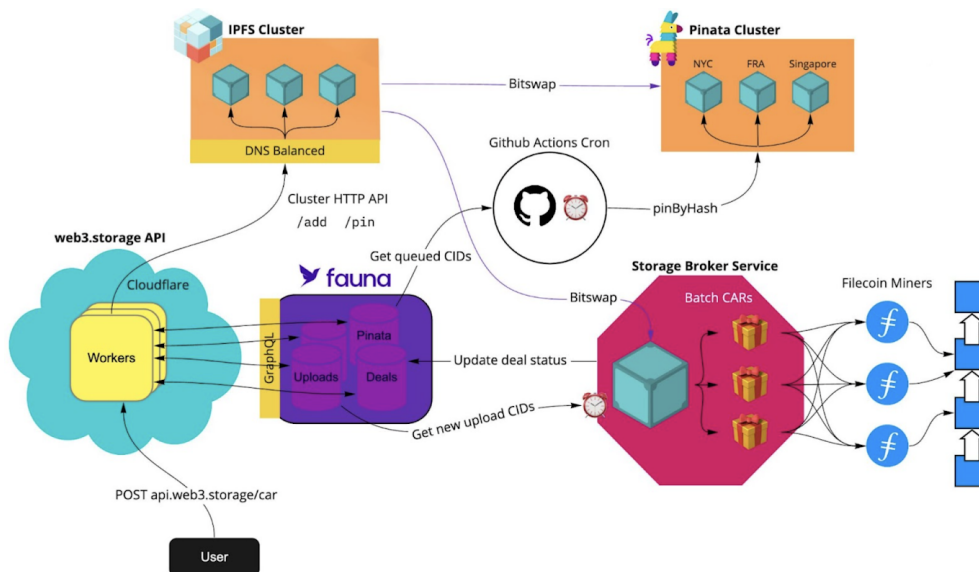 IPFS Cluster
Pinata Cluster
NYC
FRA
Singapore
Bitswap
DNS Balanced
Github Actions Cron
Cluster HTTP API
/add /pin
pinByHash
web3.storage API
Get queued CIDs
Cloudflare
fauna
Storage Broker Service
Filecoin Miners
Bitswap
Batch CARs
Workers
GraphQL
Pinata
Uploads
Deals
Update deal status
Get new upload CIDs
POST api.web3.storage/car
User